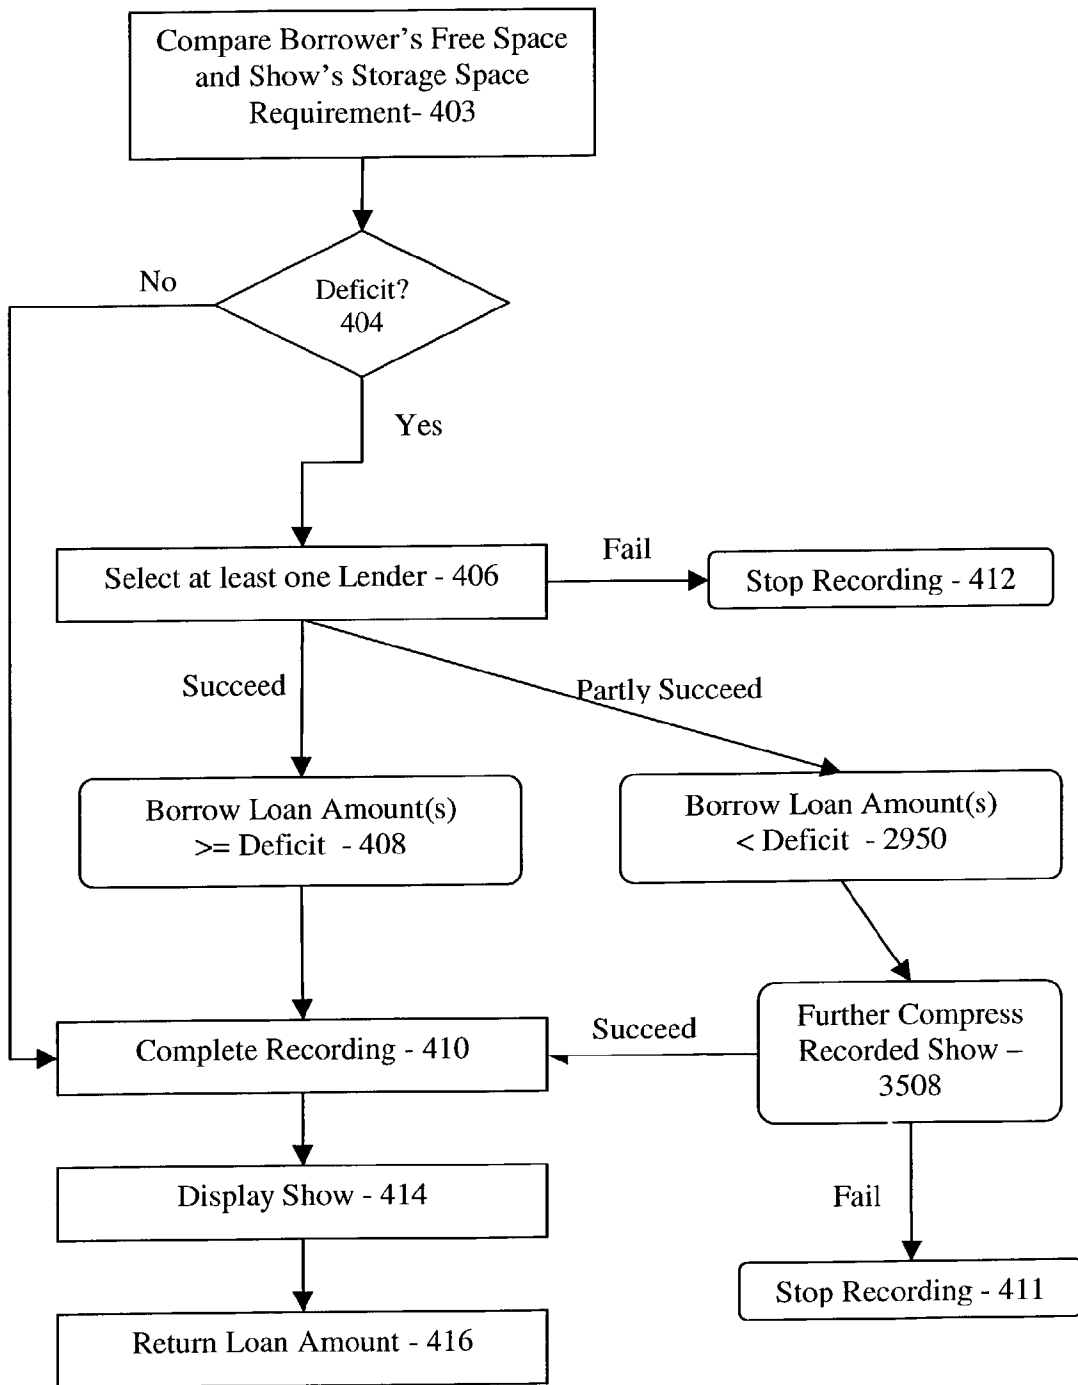 Compare Borrower's Free Space
and Show's Storage Space
Requirement- 403
No
Deficit?
404
Yes
Select at least one Lender - 406
Fail
Stop Recording - 412
Succeed
Partly Succeed
Borrow Loan Amount(s)
>= Deficit - 408
Borrow Loan Amount(s)
< Deficit - 2950
Complete Recording - 410
Succeed
Further Compress
Recorded Show –
3508
Display Show - 414
Fail
Return Loan Amount - 416
Stop Recording - 411